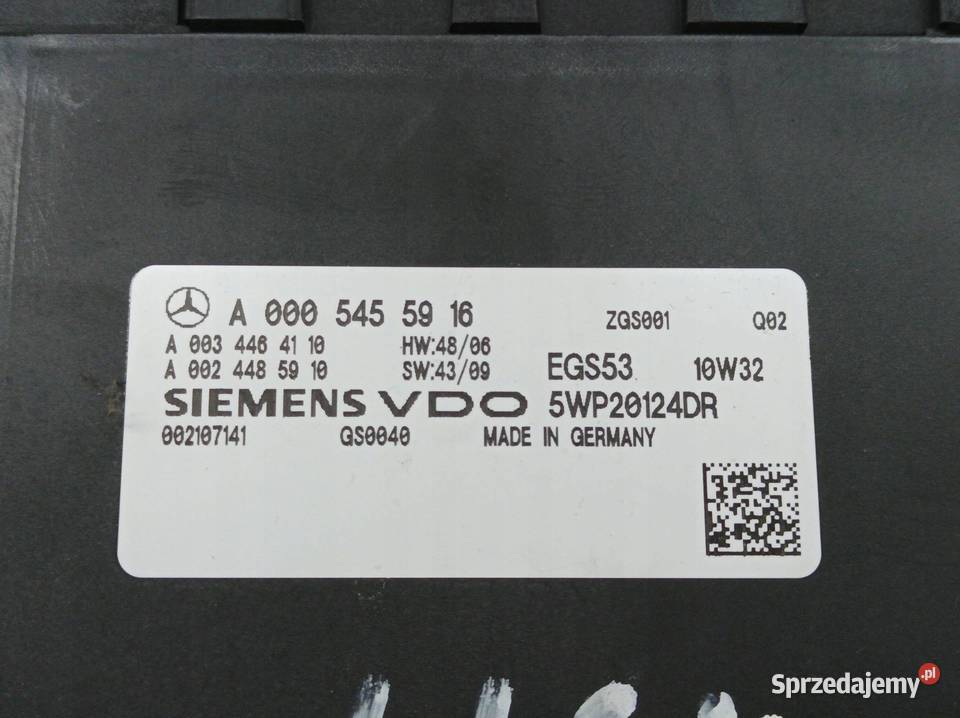 A 000 545 59 16 ZGS001 Q02
A 003 446 41 10 HW:48/06
A 002 448 59 10 SW:43/09 EGS53 10W32
SIEMENS VDO 5WP20124DR
002107141 GS0040 MADE IN GERMANY
Sprzedajemy.pl